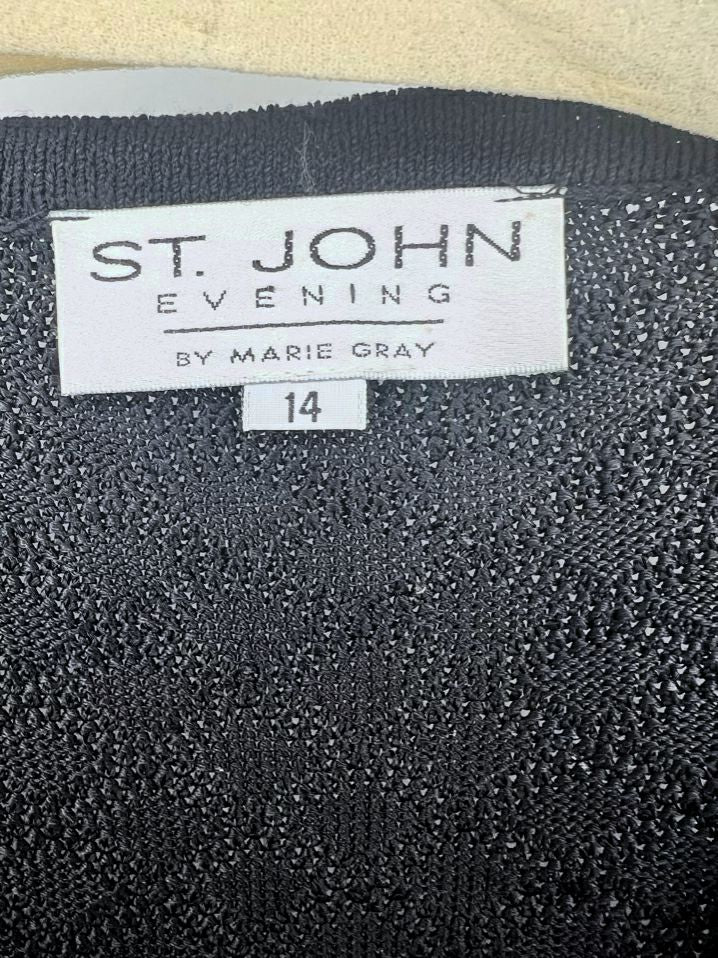 ST. JOHN
EVENING
BY MARIE GRAY
14